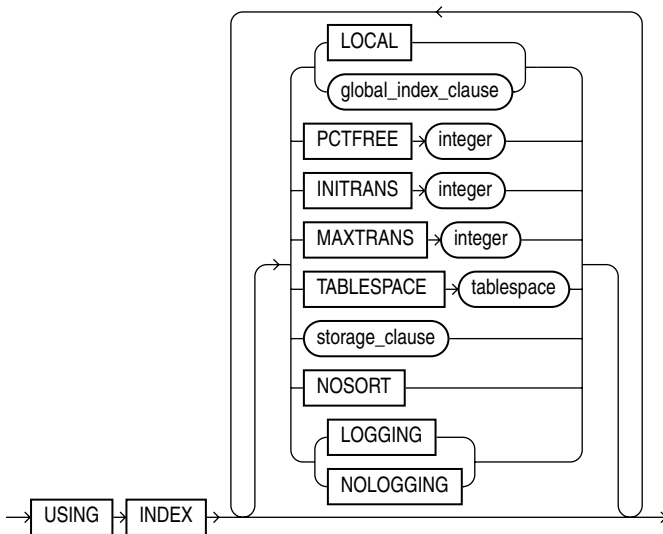 LOCAL
global_index_clause
PCTFREE integer
INITRANS integer
MAXTRANS integer
TABLESPACE tablespace
storage_clause
NOSORT
LOGGING
NOLOGGING
USING INDEX